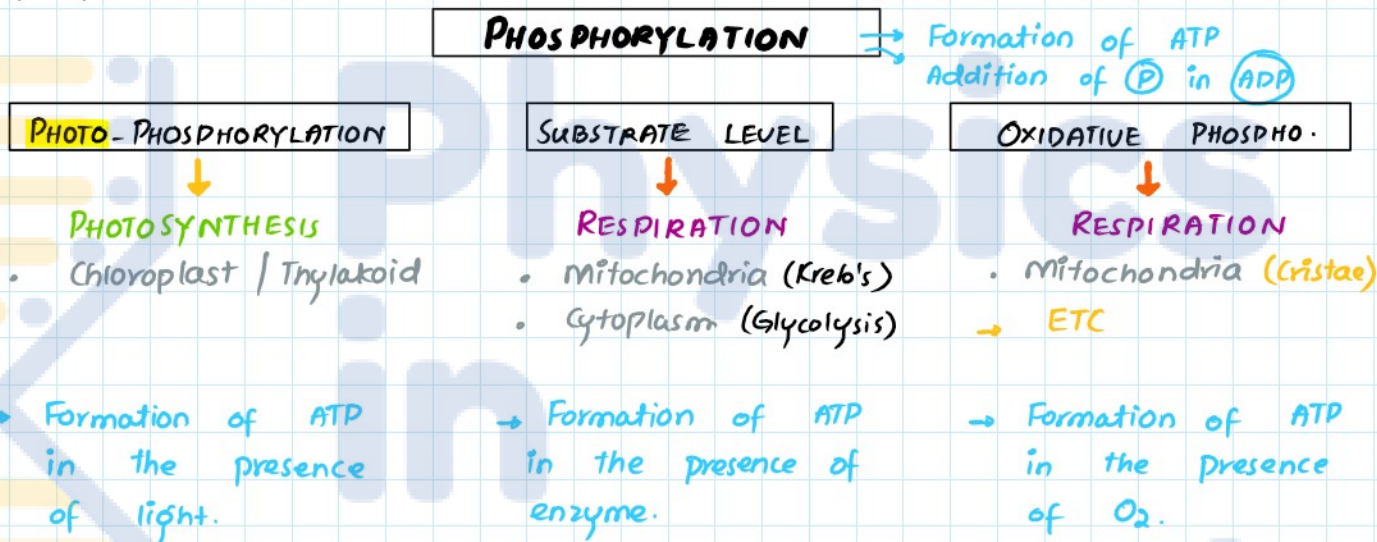 PHOSPHORYLATION → Formation of ATP
Addition of P in ADP
PHOTO-PHOSPHORYLATION
SUBSTRATE LEVEL
OXIDATIVE PHOSPHO.
PHOTOSYNTHESIS
RESPIRATION
RESPIRATION
• Chloroplast / Thylakoid
• Mitochondria (Kreb's)
• Mitochondria (Cristae)
• Cytoplasm (Glycolysis)
→ ETC
→ Formation of ATP
in the presence
of light.
→ Formation of ATP
in the presence of
enzyme.
→ Formation of ATP
in the presence
of O₂.
Physics
in